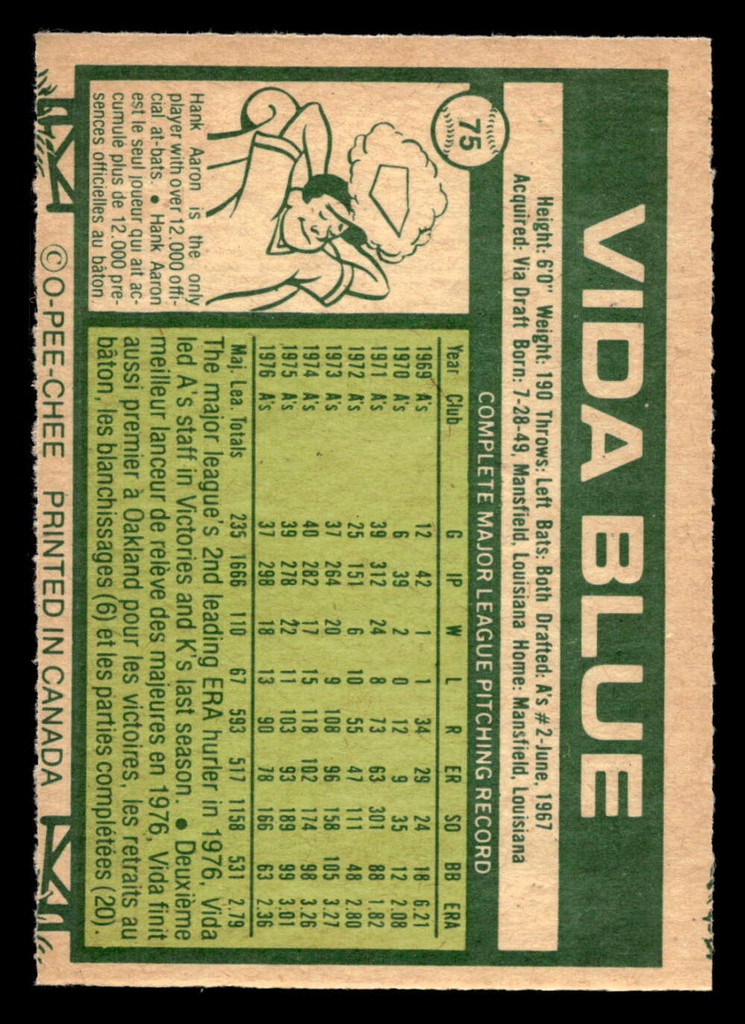 VIDA BLUE
Height: 6'0" Weight: 190 Throws: Left Bats: Both Drafted: A's #2-June, 1967
Acquired: Via Draft Born: 7-28-49, Mansfield, Louisiana Home: Mansfield, Louisiana
75
COMPLETE MAJOR LEAGUE PITCHING RECORD
Year Club G IP W L R ER SO BB ERA
1969 A's 12 42 1 1 34 29 24 18 6.21
1970 A's 6 39 2 0 12 9 35 12 2.08
1971 A's 39 312 24 8 73 63 301 88 1.82
1972 A's 25 151 6 10 55 47 111 48 2.80
1973 A's 37 264 20 9 108 96 158 105 3.27
1974 A's 40 282 17 15 118 102 174 98 3.26
1975 A's 39 278 22 11 103 93 189 99 3.01
1976 A's 37 298 18 13 90 78 166 63 2.36
Maj. Lea. Totals 235 1666 110 67 593 517 1158 531 2.79
The major league's 2nd leading ERA hurler in 1976, Vida
led A's staff in Victories and K's last season. ● Deuxième
meilleur lanceur de relève des majeures en 1976, Vida finit
aussi premier à Oakland pour les victoires, les retraits au
bâton, les blanchissages (6) et les parties complétées (20).
Hank Aaron is the only
player with over 12.000 offi-
cial at-bats. ● Hank Aaron
est le seul joueur qui ait ac-
cumulé plus de 12.000 pré-
sences officielles au bâton.
© O-PEE-CHEE PRINTED IN CANADA